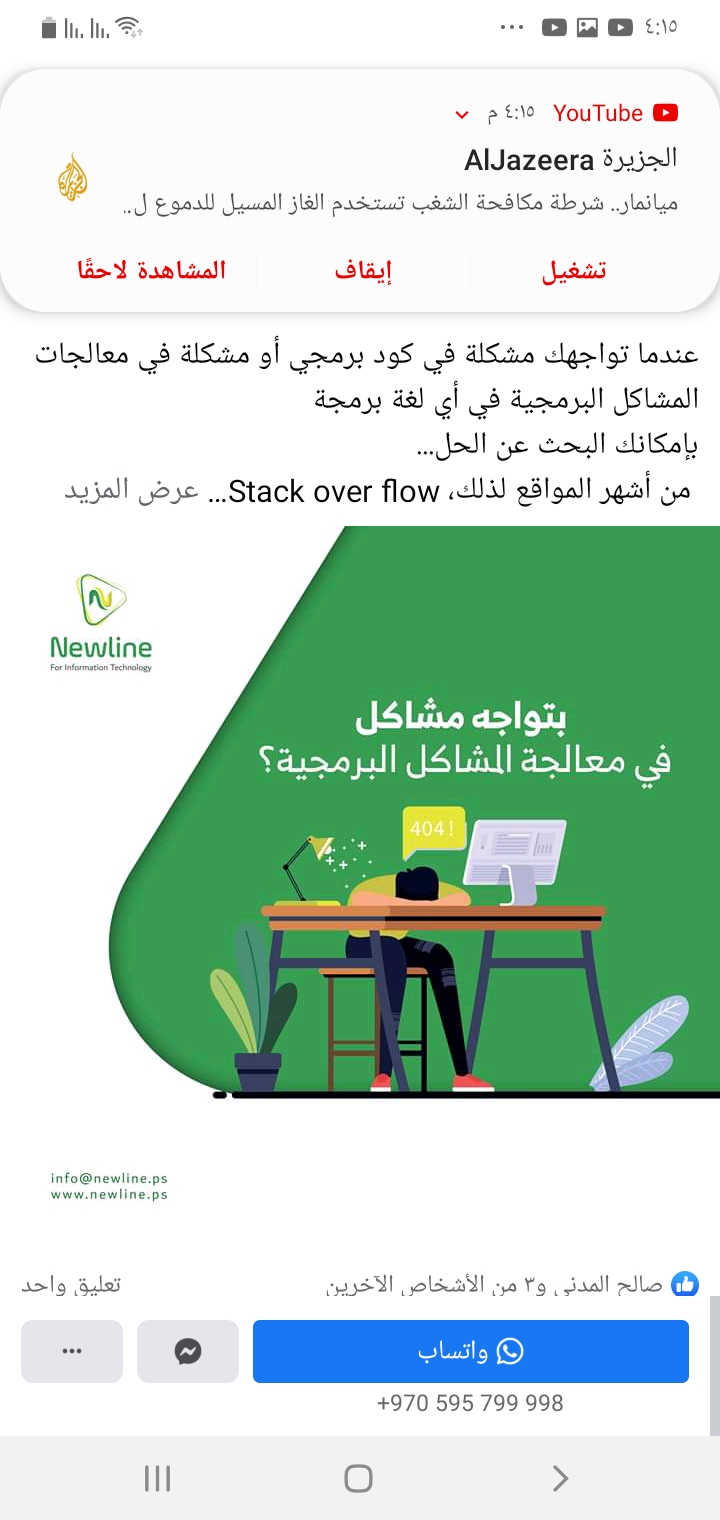 ٤:١٥
YouTube ٤:١٥ م
الجزيرة AlJazeera
ميانمار.. شرطة مكافحة الشغب تستخدم الغاز المسيل للدموع ل..
تشغيل إيقاف المشاهدة لاحقًا
عندما تواجهك مشكلة في كود برمجي أو مشكلة في معالجات
المشاكل البرمجية في أي لغة برمجة
بإمكانك البحث عن الحل...
من أشهر المواقع لذلك، Stack over flow... عرض المزيد
Newline
For Information Technology
بتواجه مشاكل
في معالجة المشاكل البرمجية؟
404!
info@newline.ps
www.newline.ps
صالح المدني و٣ من الأشخاص الآخرين تعليق واحد
واتساب
+970 595 799 998